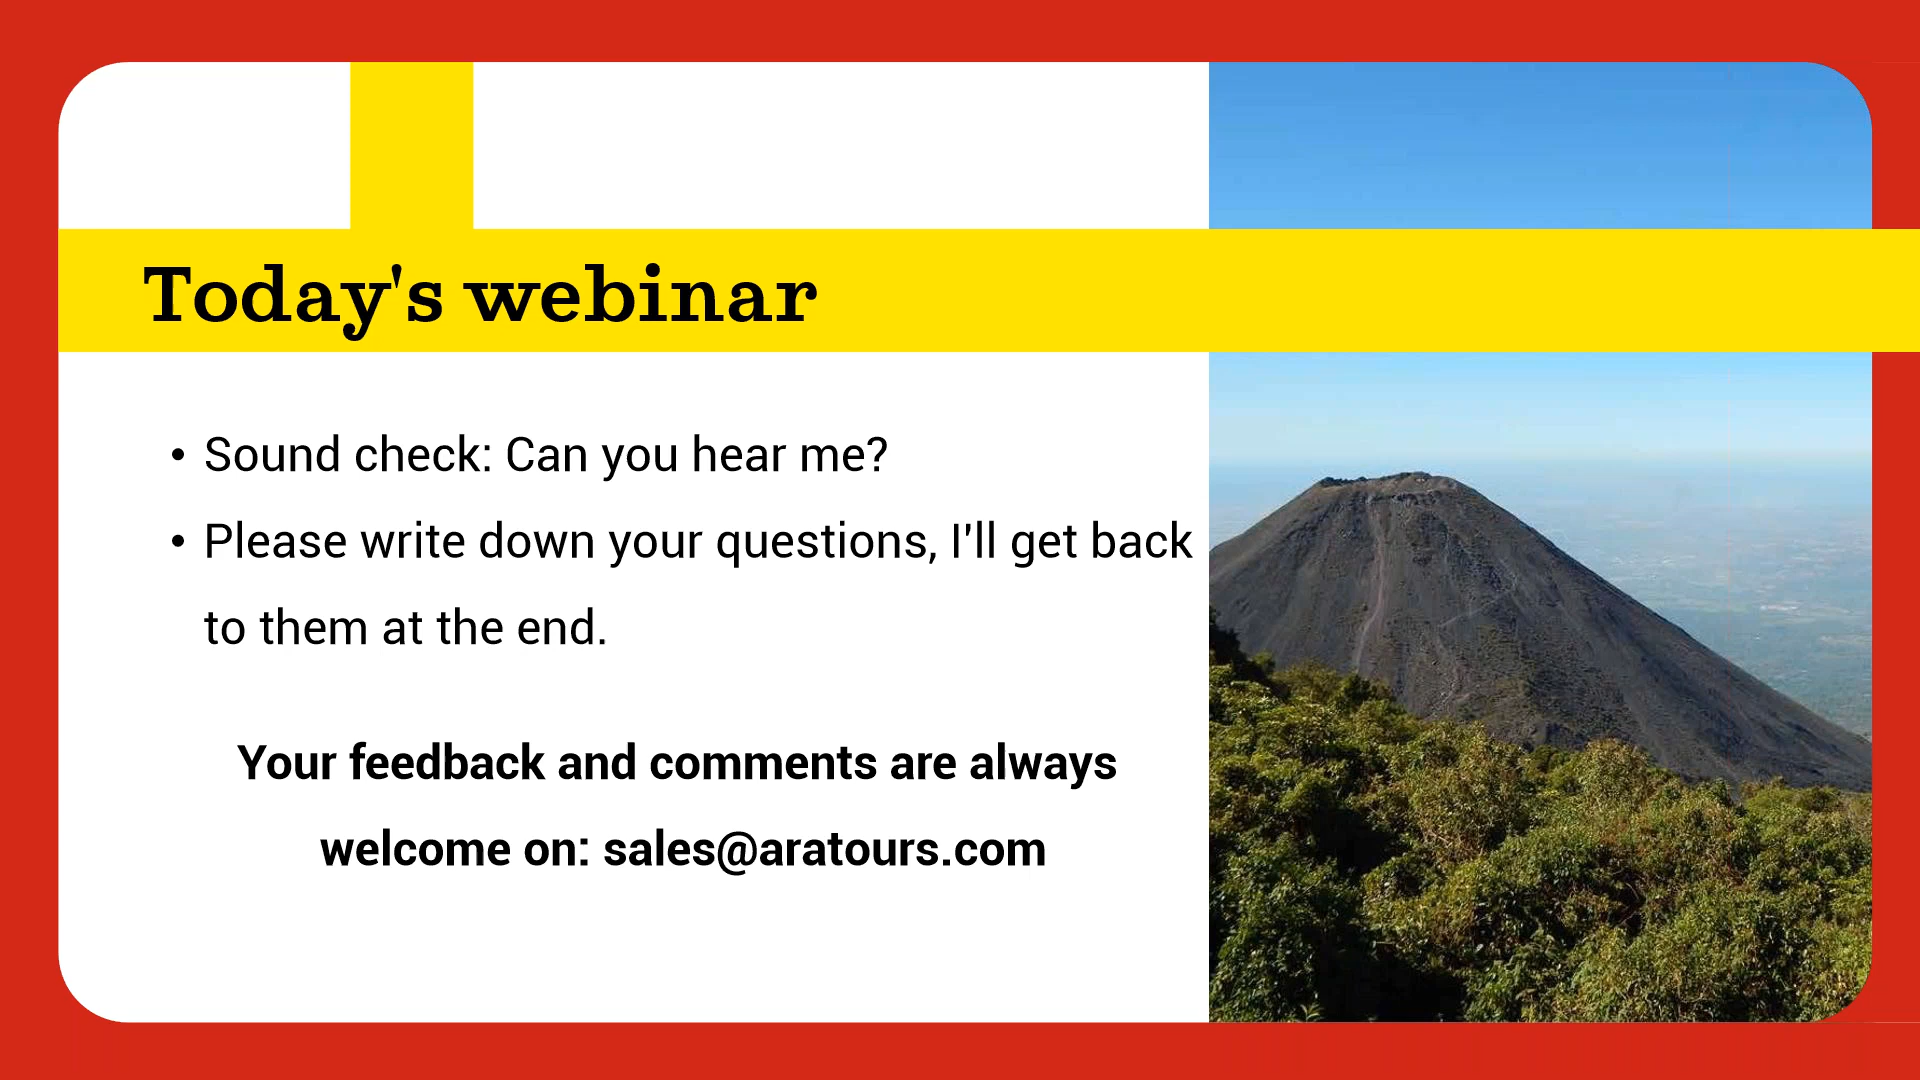 Today's webinar
• Sound check: Can you hear me?
• Please write down your questions, I'll get back
to them at the end.
Your feedback and comments are always
welcome on: sales@aratours.com